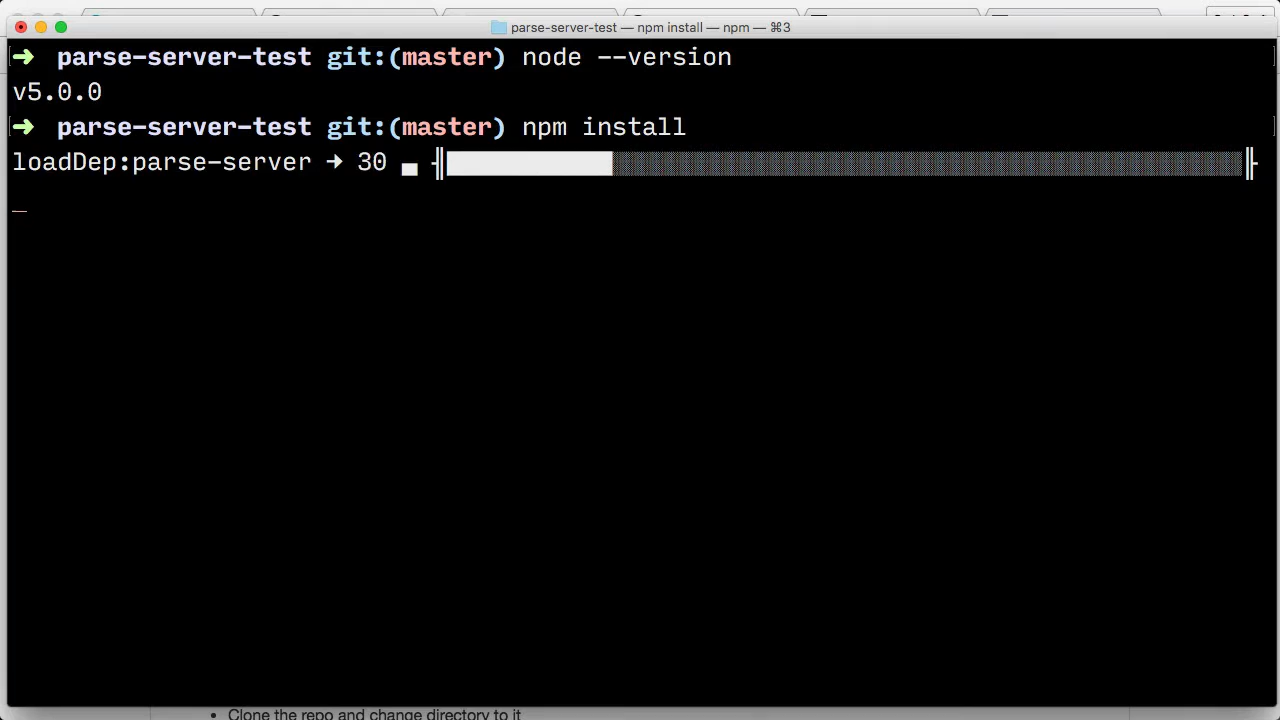 parse-server-test — npm install — npm — ⌘3
➜ parse-server-test git:(master) node --version
v5.0.0
➜ parse-server-test git:(master) npm install
loadDep:parse-server → 30
Clone the repo and change directory to it